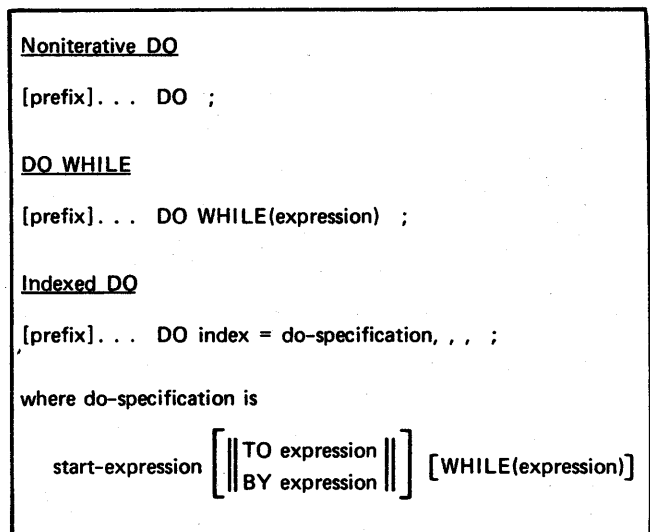 Noniterative DO
[prefix]. . . DO ;
DO WHILE
[prefix]. . . DO WHILE(expression) ;
Indexed DO
[prefix]. . . DO index = do-specification, , , ;
where do-specification is
start-expression [‖TO expression‖] [WHILE(expression)]
‖BY expression‖